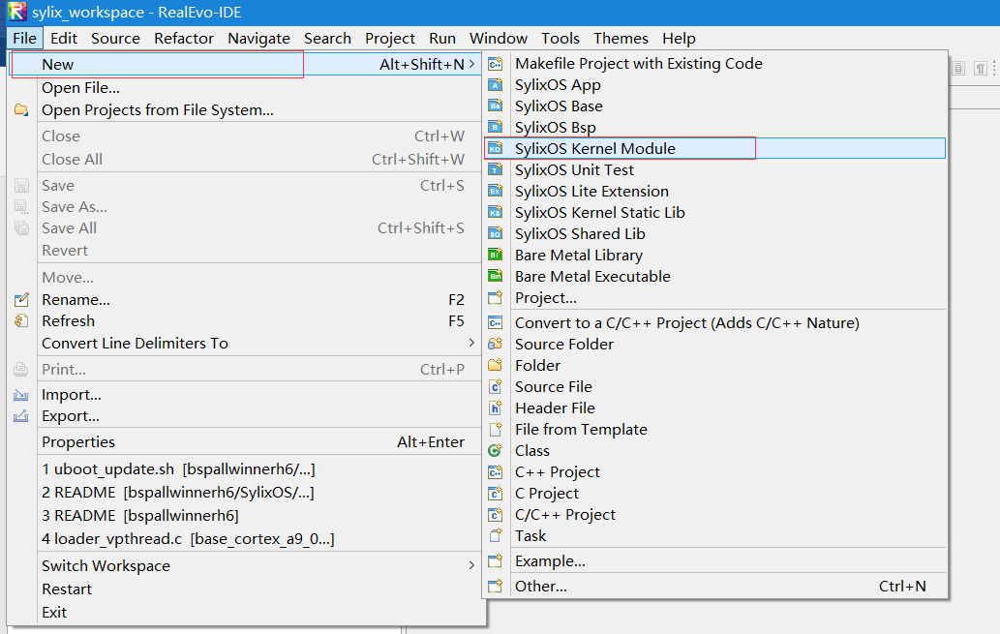 sylix_workspace - RealEvo-IDE
File Edit Source Refactor Navigate Search Project Run Window Tools Themes Help
New Alt+Shift+N
Open File...
Open Projects from File System...
Close Ctrl+W
Close All Ctrl+Shift+W
Save Ctrl+S
Save As...
Save All Ctrl+Shift+S
Revert
Move...
Rename... F2
Refresh F5
Convert Line Delimiters To
Print... Ctrl+P
Import...
Export...
Properties Alt+Enter
1 uboot_update.sh [bspallwinnerh6/...]
2 README [bspallwinnerh6/SylixOS/...]
3 README [bspallwinnerh6]
4 loader_vpthread.c [base_cortex_a9_0...]
Switch Workspace
Restart
Exit
Makefile Project with Existing Code
SylixOS App
SylixOS Base
SylixOS Bsp
SylixOS Kernel Module
SylixOS Unit Test
SylixOS Lite Extension
SylixOS Kernel Static Lib
SylixOS Shared Lib
Bare Metal Library
Bare Metal Executable
Project...
Convert to a C/C++ Project (Adds C/C++ Nature)
Source Folder
Folder
Source File
Header File
File from Template
Class
C++ Project
C Project
C/C++ Project
Task
Example...
Other... Ctrl+N